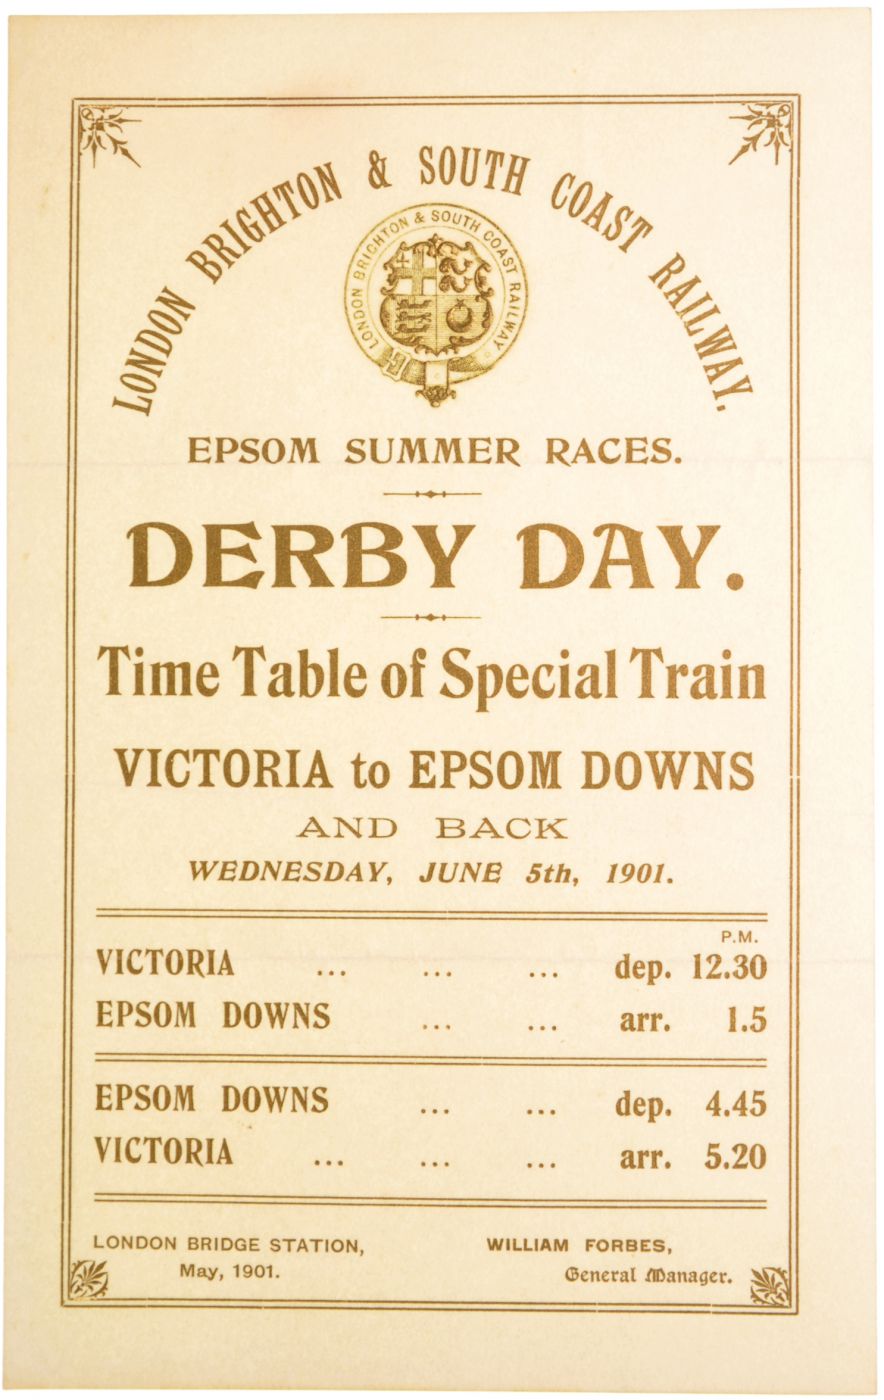 LONDON BRIGHTON & SOUTH COAST RAILWAY.
LONDON BRIGHTON & SOUTH COAST RAILWAY
EPSOM SUMMER RACES.
DERBY DAY.
Time Table of Special Train
VICTORIA to EPSOM DOWNS
AND BACK
WEDNESDAY, JUNE 5th, 1901.
P.M.
VICTORIA ... ... ... dep. 12.30
EPSOM DOWNS ... ... arr. 1.5
EPSOM DOWNS ... ... dep. 4.45
VICTORIA ... ... ... arr. 5.20
LONDON BRIDGE STATION, WILLIAM FORBES,
May, 1901. General Manager.